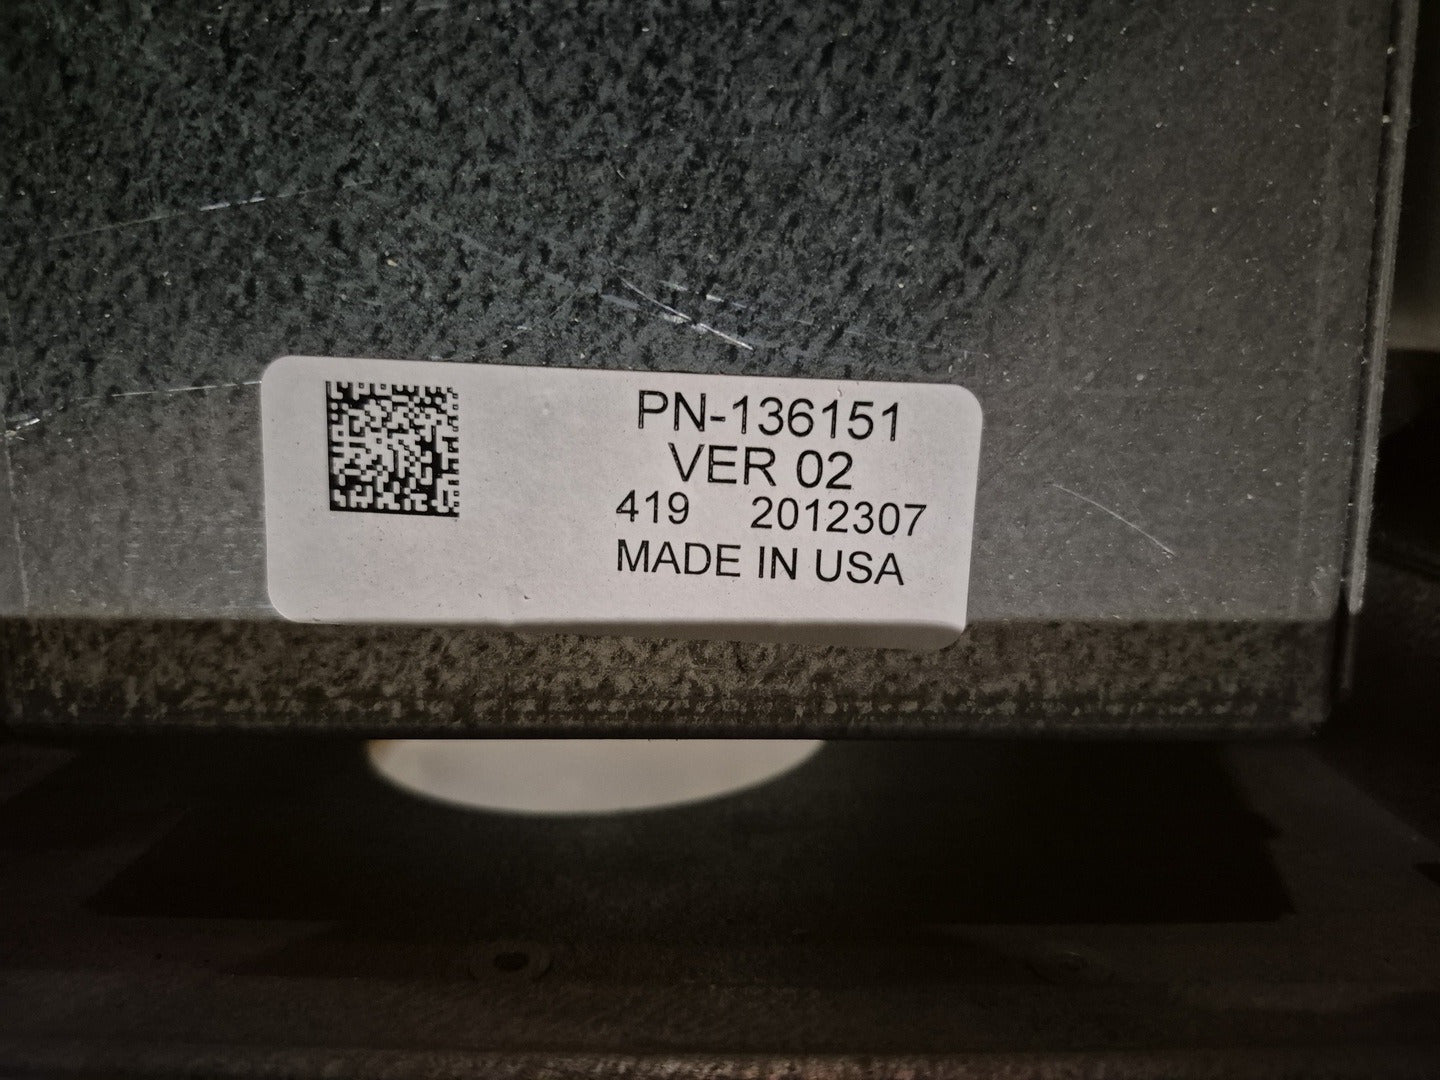 PN-136151
VER 02
419 2012307
MADE IN USA